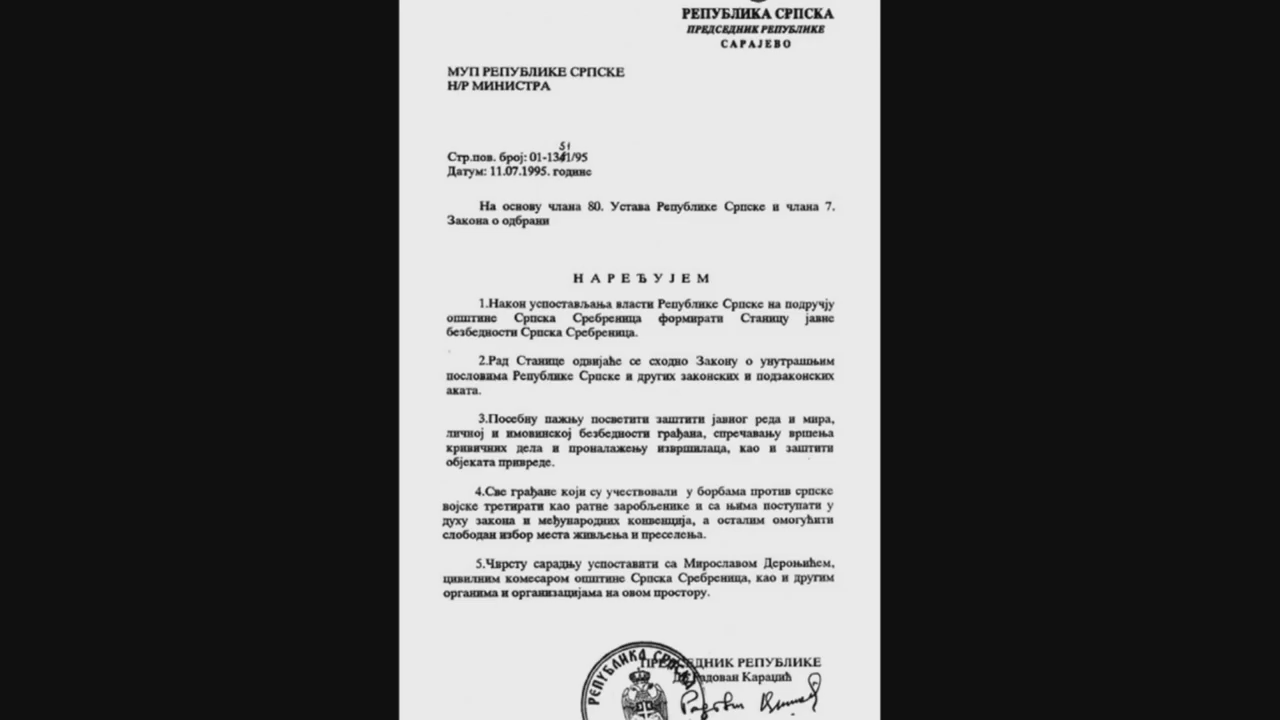 РЕПУБЛИКА СРПСКА
ПРЕДСЕДНИК РЕПУБЛИКЕ
САРАЈЕВО
МУП РЕПУБЛИКЕ СРПСКЕ
Н/Р МИНИСТРА
51
Стр.пов. број: 01-1341/95
Датум: 11.07.1995. године
На основу члана 80. Устава Републике Српске и члана 7.
Закона о одбрани
Н А Р Е Ђ У Ј Е М
1.Након успостављања власти Републике Српске на подручју
општине Српска Сребреница формирати Станицу јавне
безбедности Српска Сребреница.
2.Рад Станице одвијаће се сходно Закону о унутрашњим
пословима Републике Српске и других законских и подзаконских
аката.
3.Посебну пажњу посветити заштити јавног реда и мира,
личној и имовинској безбедности грађана, спречавању вршења
кривичних дела и проналажењу извршилаца, као и заштити
објеката привреде.
4.Све грађане који су учествовали у борбама против српске
војске третирати као ратне заробљенике и са њима поступати у
духу закона и међународних конвенција, а осталим омогућити
слободан избор места живљења и пресељења.
5.Чврсту сарадњу успоставити са Мирославом Дероњићем,
цивилним комесаром општине Српска Сребреница, као и другим
органима и организацијама на овом простору.
РЕПУБЛИКА СРПСКА
ПРЕДСЕДНИК РЕПУБЛИКЕ
Др Радован Караџић